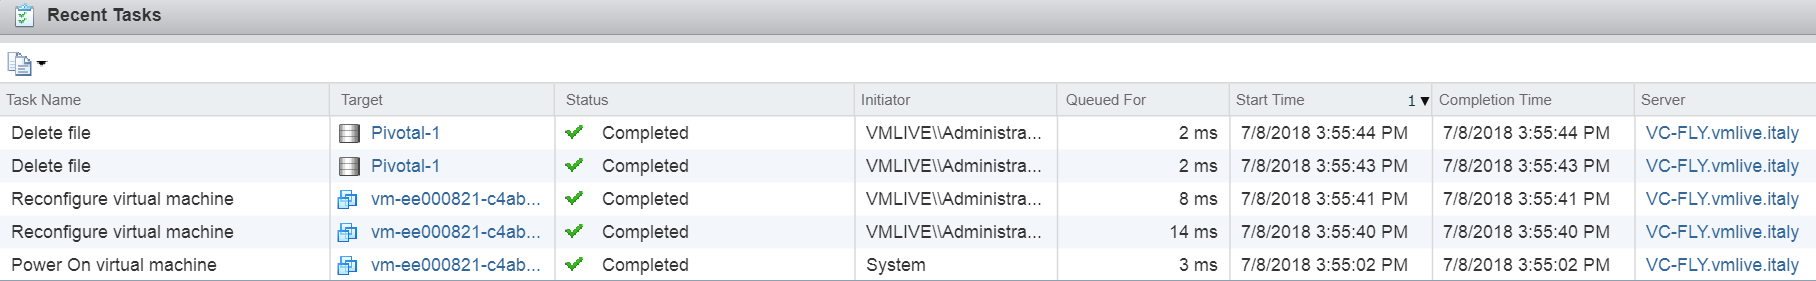 Recent Tasks
Task Name Target Status Initiator Queued For Start Time 1 ▼ Completion Time Server
Delete file Pivotal-1 Completed VMLIVE\\Administra... 2 ms 7/8/2018 3:55:44 PM 7/8/2018 3:55:44 PM VC-FLY.vmlive.italy
Delete file Pivotal-1 Completed VMLIVE\\Administra... 2 ms 7/8/2018 3:55:43 PM 7/8/2018 3:55:43 PM VC-FLY.vmlive.italy
Reconfigure virtual machine vm-ee000821-c4ab... Completed VMLIVE\\Administra... 8 ms 7/8/2018 3:55:41 PM 7/8/2018 3:55:41 PM VC-FLY.vmlive.italy
Reconfigure virtual machine vm-ee000821-c4ab... Completed VMLIVE\\Administra... 14 ms 7/8/2018 3:55:40 PM 7/8/2018 3:55:40 PM VC-FLY.vmlive.italy
Power On virtual machine vm-ee000821-c4ab... Completed System 3 ms 7/8/2018 3:55:02 PM 7/8/2018 3:55:02 PM VC-FLY.vmlive.italy